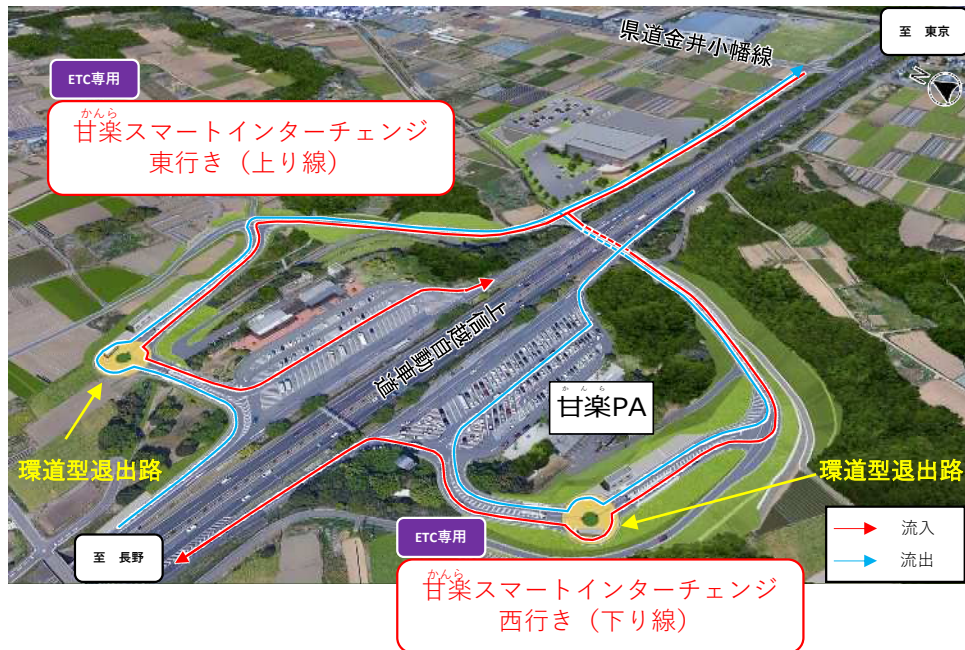 至 東京
県道金井小幡線
N
ETC専用
かんら
甘楽スマートインターチェンジ
東行き（上り線）
上信越自動車道
かんら
甘楽PA
環道型退出路
環道型退出路
至 長野
ETC専用
かんら
甘楽スマートインターチェンジ
西行き（下り線）
流入
流出